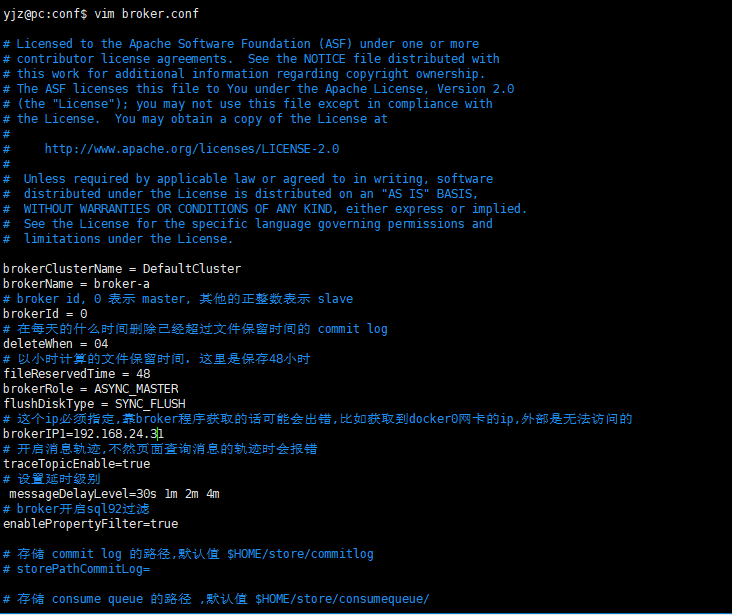 yjz@pc:conf$ vim broker.conf
# Licensed to the Apache Software Foundation (ASF) under one or more
# contributor license agreements.  See the NOTICE file distributed with
# this work for additional information regarding copyright ownership.
# The ASF licenses this file to You under the Apache License, Version 2.0
# (the "License"); you may not use this file except in compliance with
# the License.  You may obtain a copy of the License at
#
#     http://www.apache.org/licenses/LICENSE-2.0
#
#  Unless required by applicable law or agreed to in writing, software
#  distributed under the License is distributed on an "AS IS" BASIS,
#  WITHOUT WARRANTIES OR CONDITIONS OF ANY KIND, either express or implied.
#  See the License for the specific language governing permissions and
#  limitations under the License.
brokerClusterName = DefaultCluster
brokerName = broker-a
# broker id, 0 表示 master, 其他的正整数表示 slave
brokerId = 0
# 在每天的什么时间删除已经超过文件保留时间的 commit log
deleteWhen = 04
# 以小时计算的文件保留时间, 这里是保存48小时
fileReservedTime = 48
brokerRole = ASYNC_MASTER
flushDiskType = SYNC_FLUSH
# 这个ip必须指定,靠broker程序获取的话可能会出错,比如获取到docker0网卡的ip,外部是无法访问的
brokerIP1=192.168.24.31
# 开启消息轨迹,不然页面查询消息的轨迹时会报错
traceTopicEnable=true
# 设置延时级别
 messageDelayLevel=30s 1m 2m 4m
# broker开启sql92过滤
enablePropertyFilter=true
# 存储 commit log 的路径,默认值 $HOME/store/commitlog
# storePathCommitLog=
# 存储 consume queue 的路径 ,默认值 $HOME/store/consumequeue/